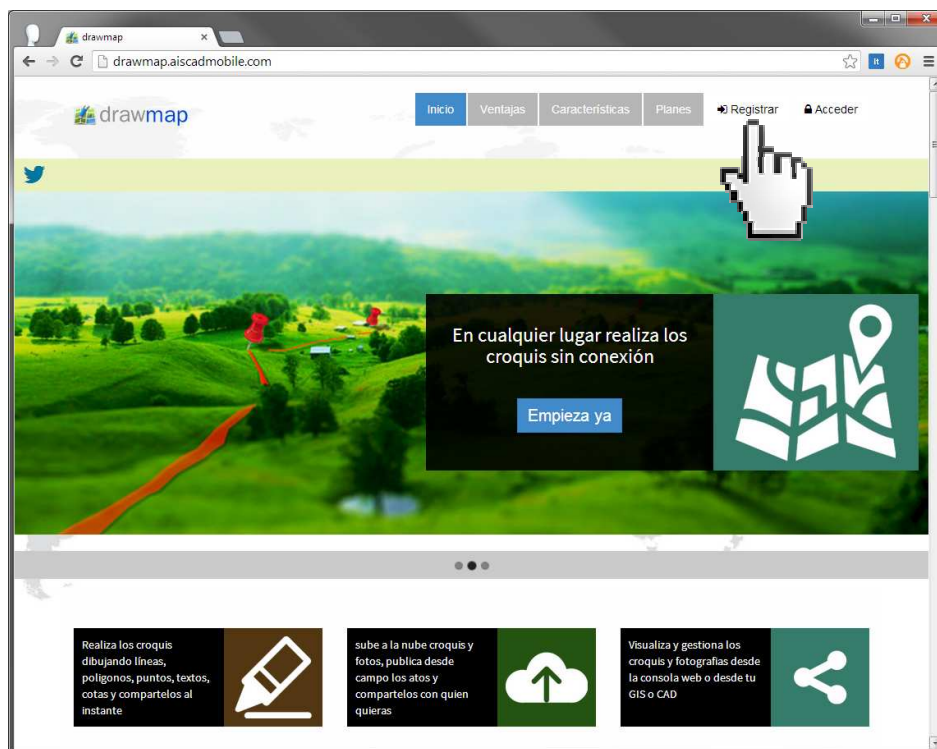 drawmap
drawmap.aiscadmobile.com
drawmap
Inicio
Ventajas
Características
Planes
Registrar
Acceder
En cualquier lugar realiza los
croquis sin conexión
Empieza ya
Realiza los croquis
dibujando líneas,
poligonos, puntos, textos,
cotas y compartelos al
instante
sube a la nube croquis y
fotos, publica desde
campo los atos y
compartelos con quien
quieras
Visualiza y gestiona los
croquis y fotografias desde
la consola web o desde tu
GIS o CAD